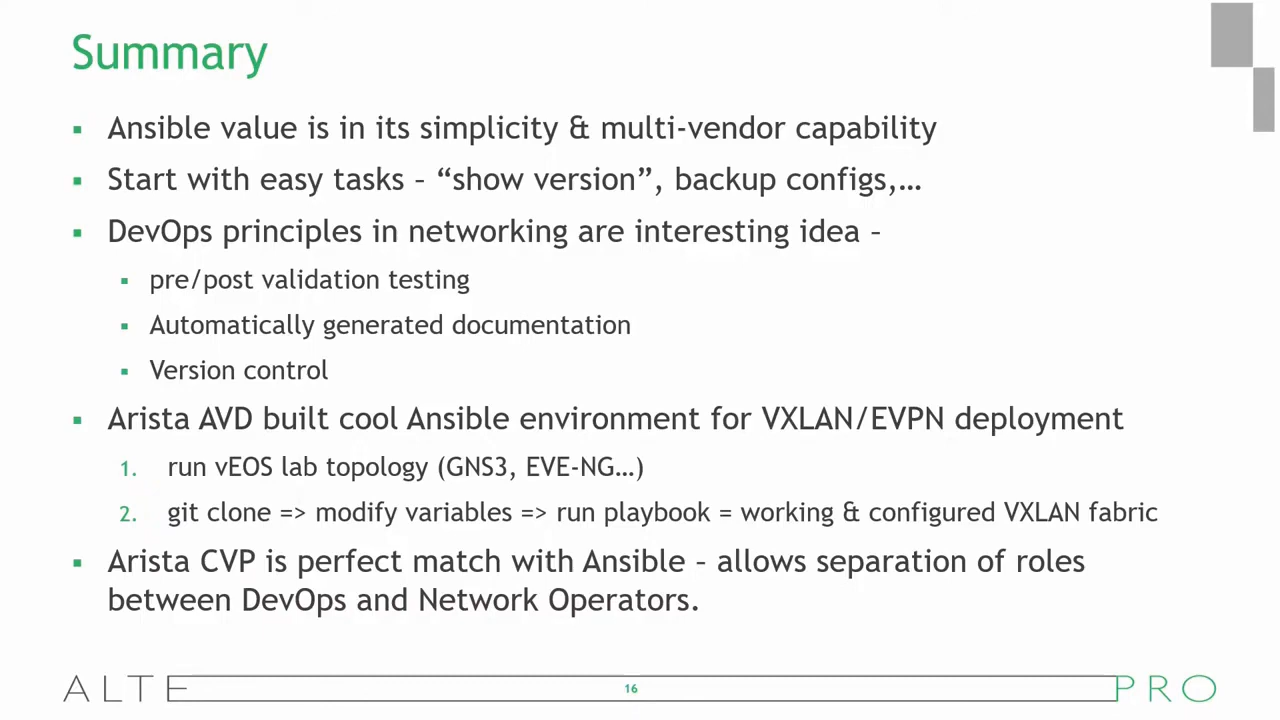 Summary
▪ Ansible value is in its simplicity & multi-vendor capability
▪ Start with easy tasks – “show version”, backup configs,…
▪ DevOps principles in networking are interesting idea –
▪ pre/post validation testing
▪ Automatically generated documentation
▪ Version control
▪ Arista AVD built cool Ansible environment for VXLAN/EVPN deployment
1. run vEOS lab topology (GNS3, EVE-NG…)
2. git clone => modify variables => run playbook = working & configured VXLAN fabric
▪ Arista CVP is perfect match with Ansible – allows separation of roles
between DevOps and Network Operators.
ALTE 16 PRO